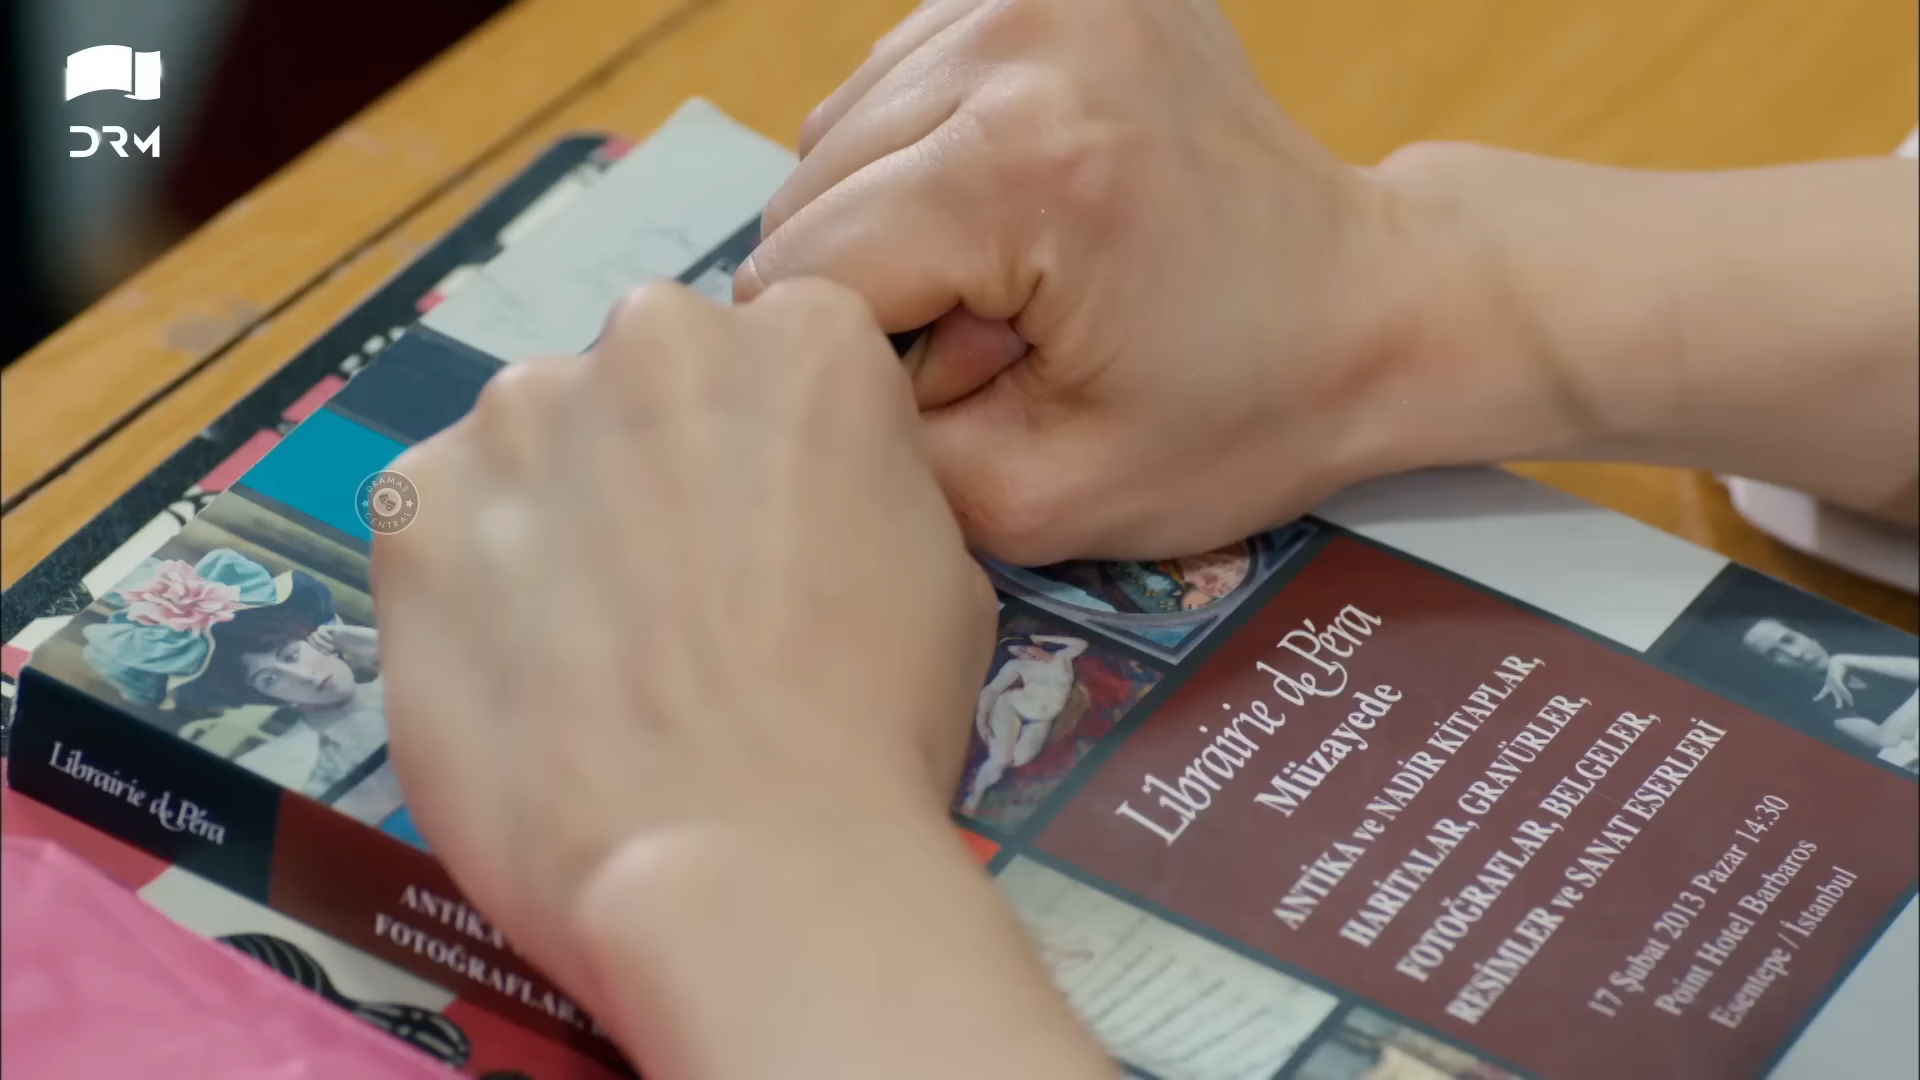 DRM
DRAMAS
CENTRAL
Librairie de Péra
Müzayede
ANTİKA ve NADİR KİTAPLAR,
HARİTALAR, GRAVÜRLER,
FOTOĞRAFLAR, BELGELER,
RESİMLER ve SANAT ESERLERİ
17 Şubat 2013 Pazar 14:30
Point Hotel Barbaros
Esentepe / İstanbul
Librairie de Péra
ANTİKA
FOTOĞRAFLAR,